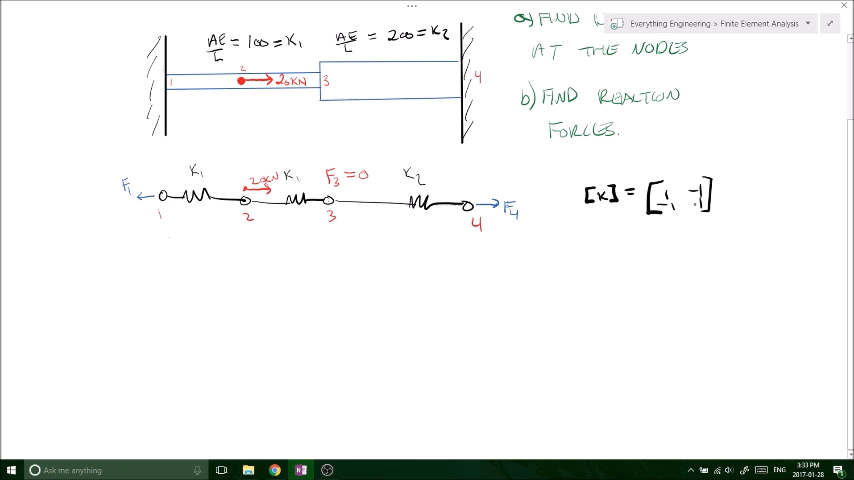 Everything Engineering > Finite Element Analysis
a) FIND
AT THE NODES
b) FIND REACTION
FORCES.
AE/L = 100 = K1
AE/L = 200 = K2
1
2
20KN
3
4
K1
20KN
K1
F3 = 0
K2
F1
F4
1
2
3
4
[K] = [1 -1
-1 1]
Ask me anything
ENG
3:33 PM
2017-01-28
1